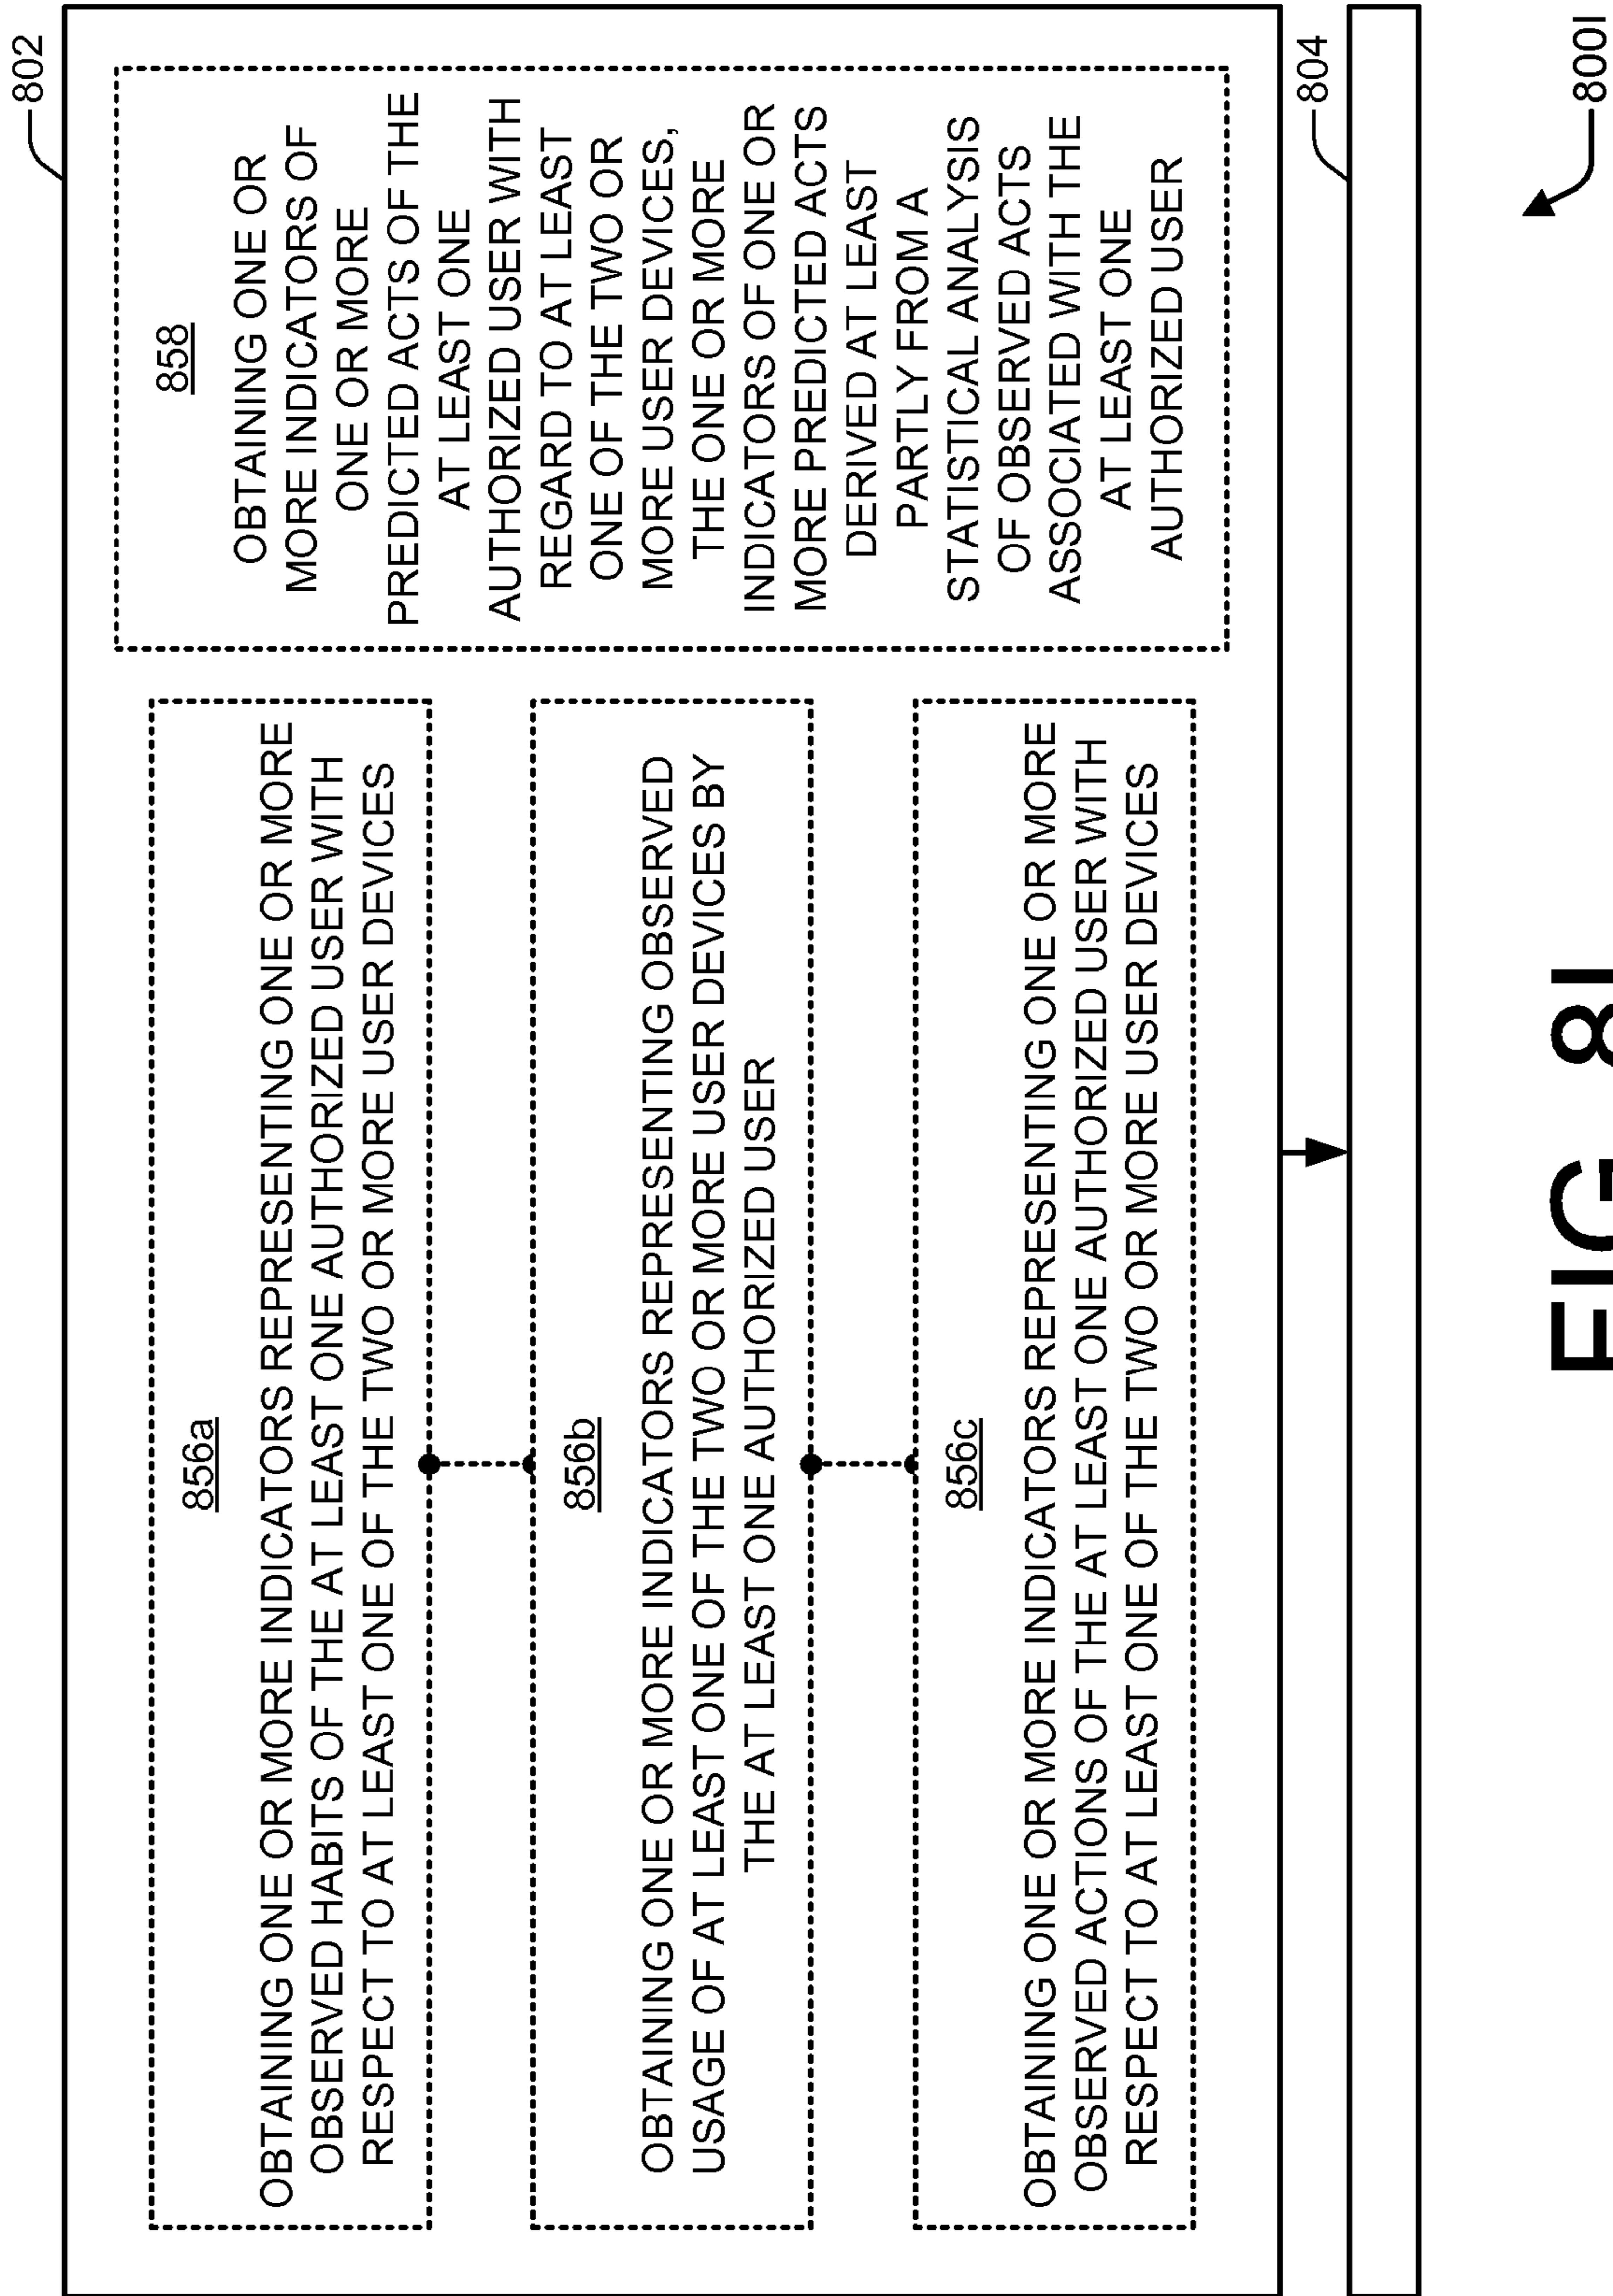 802
856a
OBTAINING ONE OR MORE INDICATORS REPRESENTING ONE OR MORE
OBSERVED HABITS OF THE AT LEAST ONE AUTHORIZED USER WITH
RESPECT TO AT LEAST ONE OF THE TWO OR MORE USER DEVICES
856b
OBTAINING ONE OR MORE INDICATORS REPRESENTING OBSERVED
USAGE OF AT LEAST ONE OF THE TWO OR MORE USER DEVICES BY
THE AT LEAST ONE AUTHORIZED USER
856c
OBTAINING ONE OR MORE INDICATORS REPRESENTING ONE OR MORE
OBSERVED ACTIONS OF THE AT LEAST ONE AUTHORIZED USER WITH
RESPECT TO AT LEAST ONE OF THE TWO OR MORE USER DEVICES
858
OBTAINING ONE OR
MORE INDICATORS OF
ONE OR MORE
PREDICTED ACTS OF THE
AT LEAST ONE
AUTHORIZED USER WITH
REGARD TO AT LEAST
ONE OF THE TWO OR
MORE USER DEVICES,
THE ONE OR MORE
INDICATORS OF ONE OR
MORE PREDICTED ACTS
DERIVED AT LEAST
PARTLY FROM A
STATISTICAL ANALYSIS
OF OBSERVED ACTS
ASSOCIATED WITH THE
AT LEAST ONE
AUTHORIZED USER
804
800I
FIG 8I